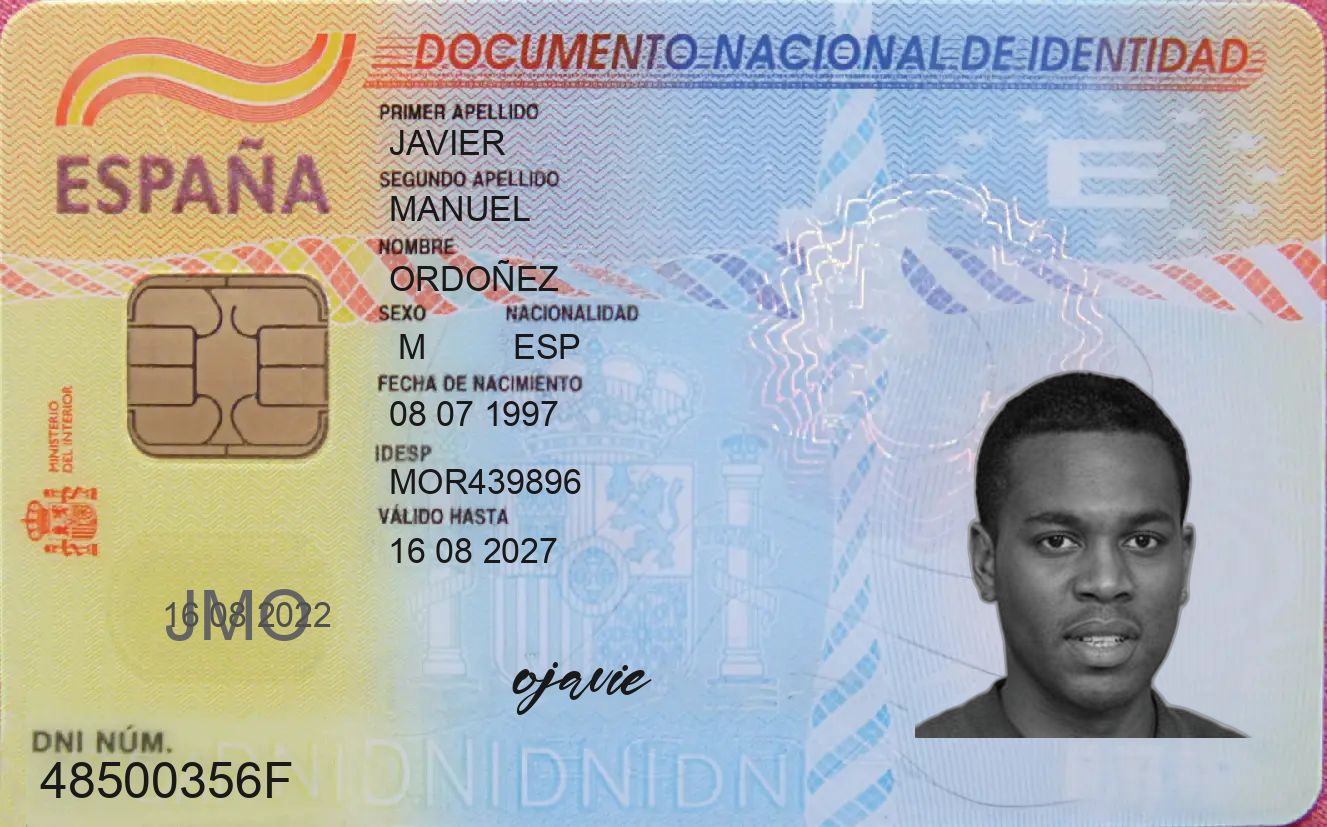 DOCUMENTO NACIONAL DE IDENTIDAD
ESPAÑA
PRIMER APELLIDO
JAVIER
SEGUNDO APELLIDO
MANUEL
NOMBRE
ORDOÑEZ
SEXO NACIONALIDAD
M ESP
FECHA DE NACIMIENTO
08 07 1997
IDESP
MOR439896
VÁLIDO HASTA
16 08 2027
MINISTERIO
DEL INTERIOR
E
JMO
16 08 2022
ojavie
DNI NÚM.
48500356F
DNIDNIDNIDNI